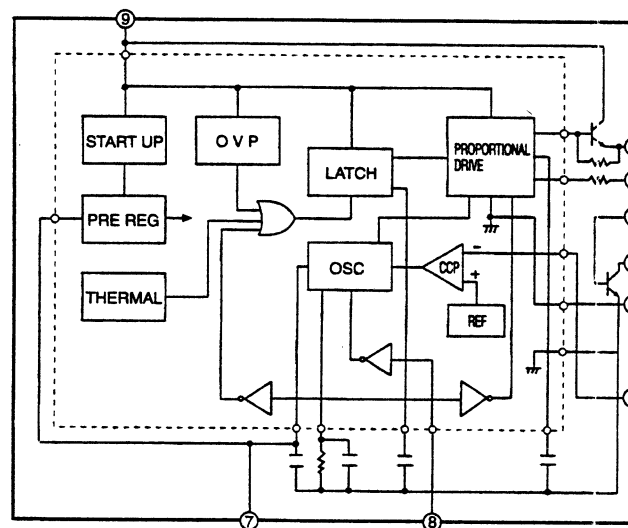 9
START UP
O V P
PROPORTIONAL
DRIVE
LATCH
PRE REG
THERMAL
OSC
CCP
−
+
REF
7
8